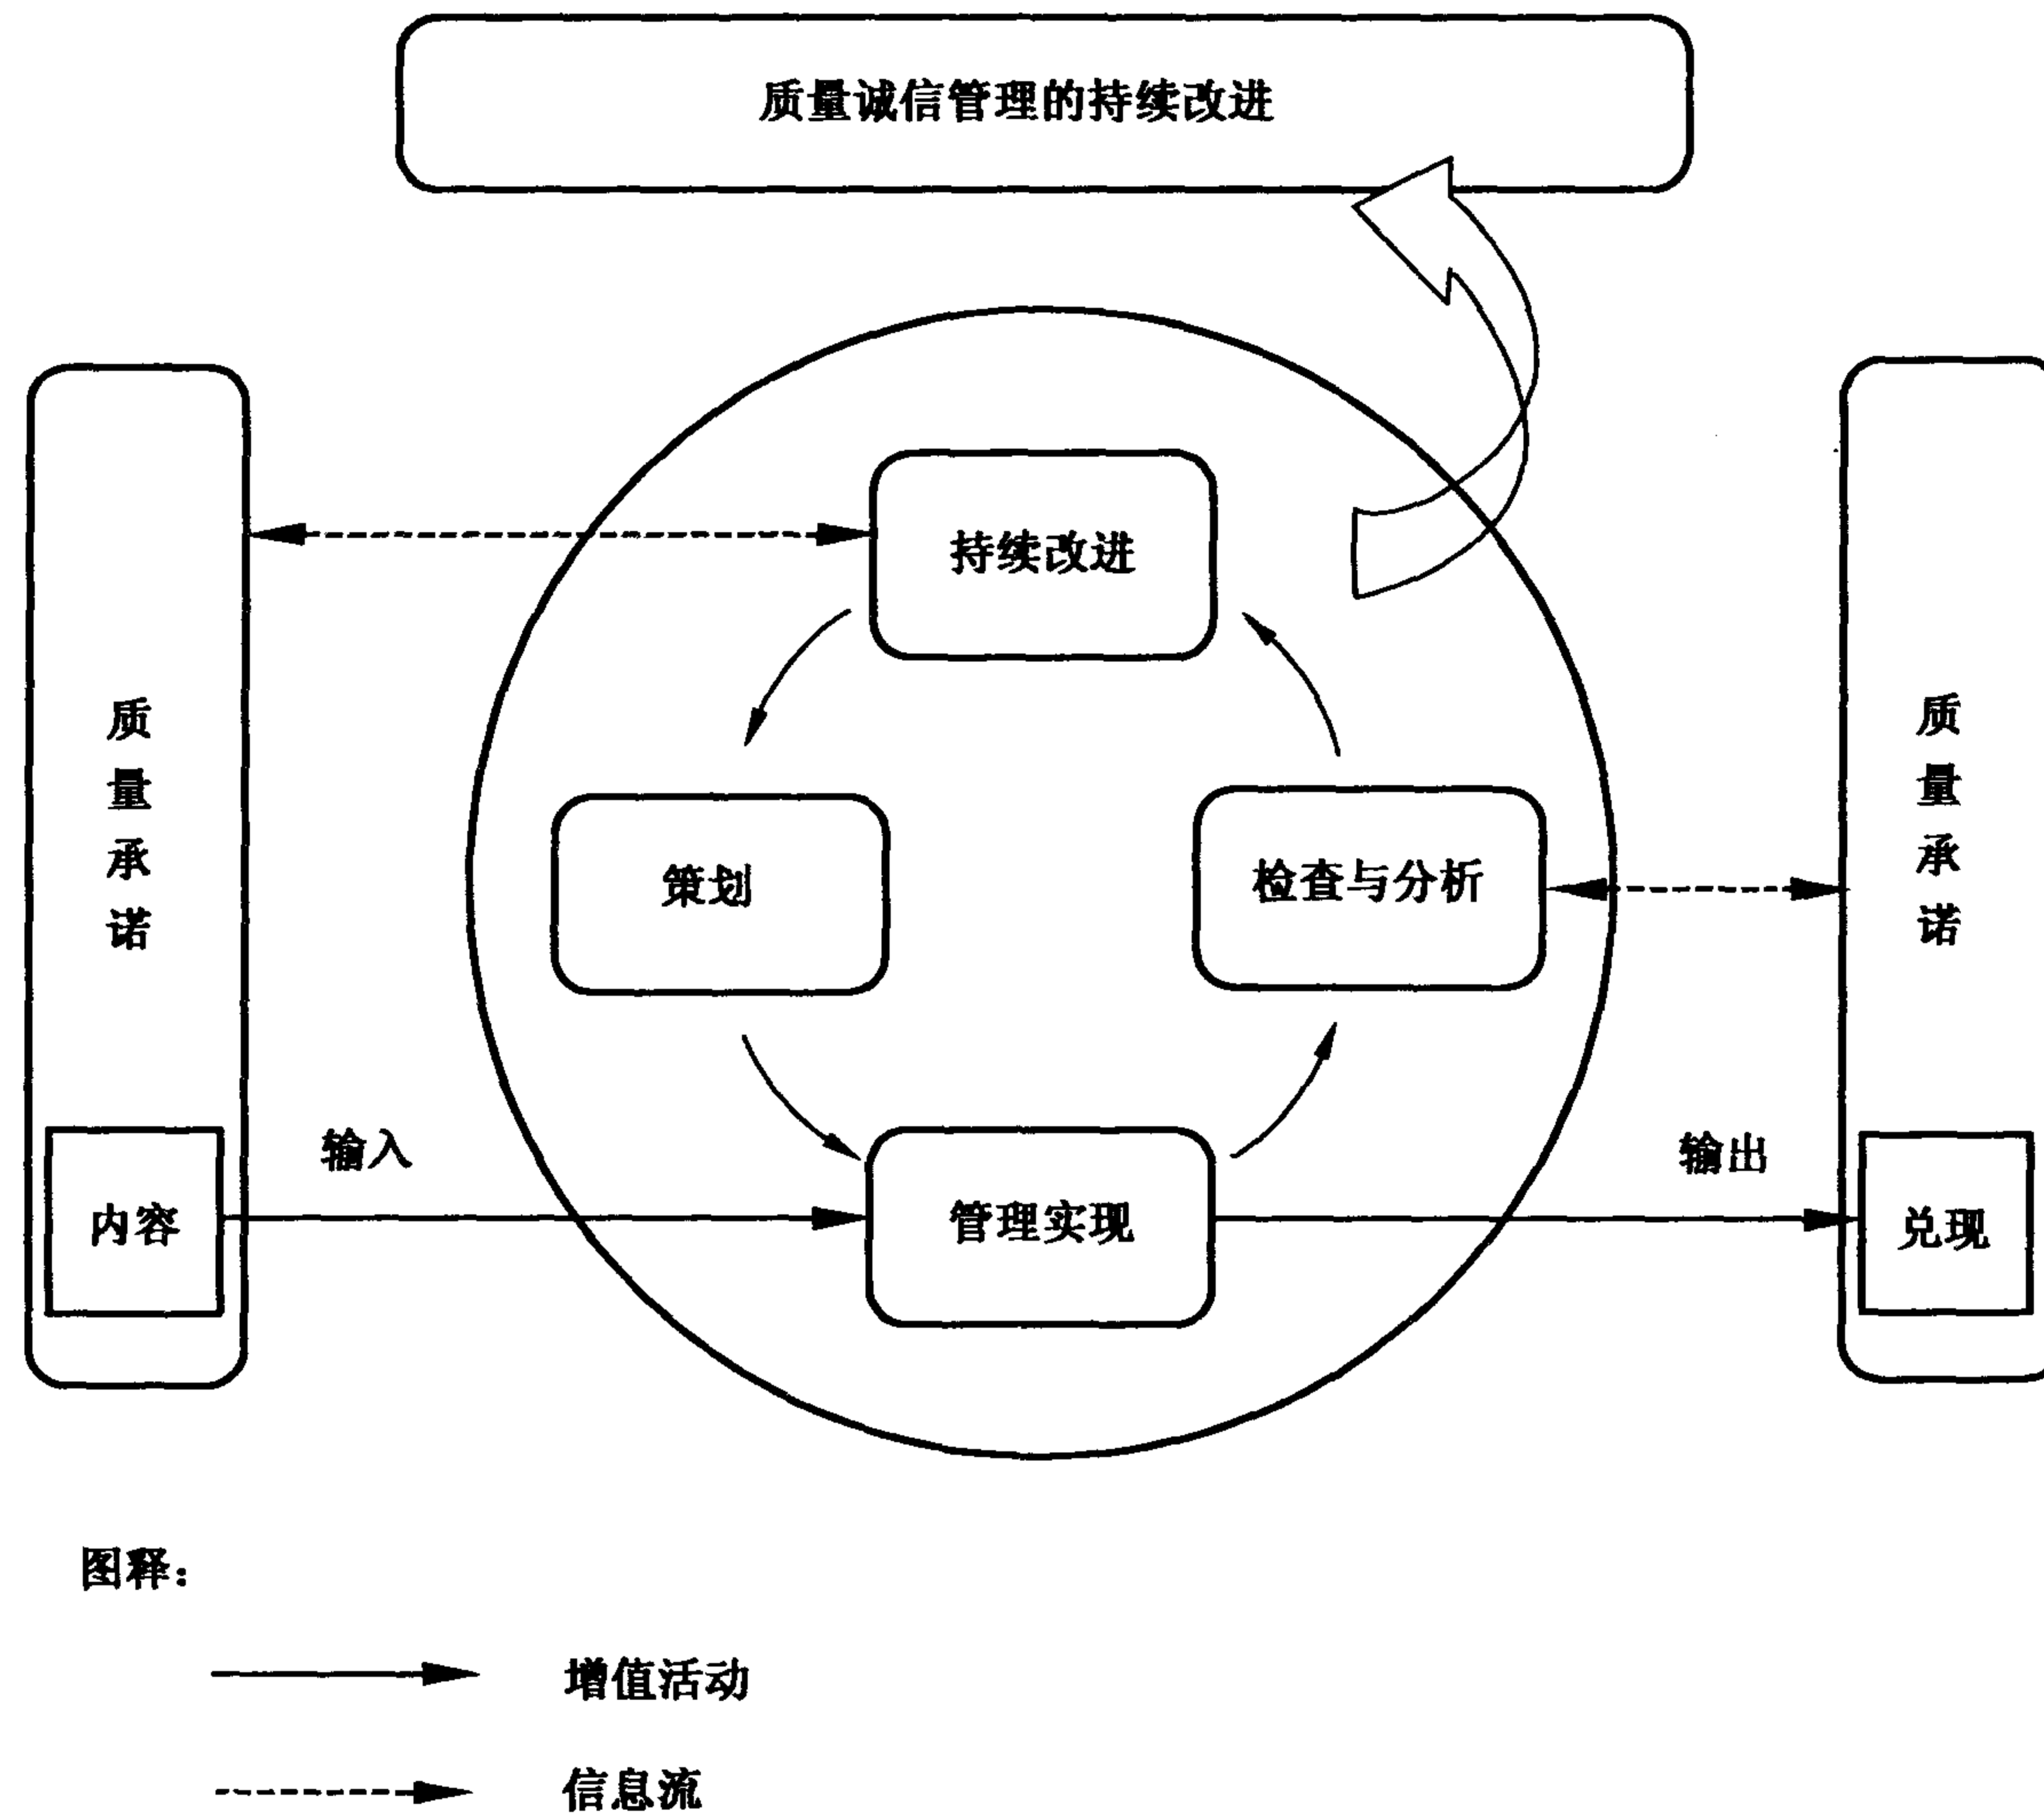 质量诚信管理的持续改进
持续改进
质量承诺
质量承诺
策划
检查与分析
输入
输出
内容
管理实现
兑现
图释：
增值活动
信息流